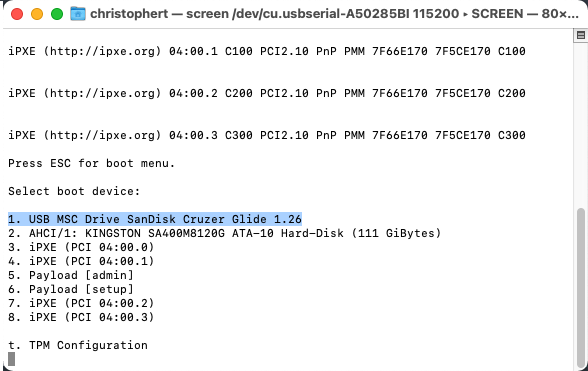 christophert — screen /dev/cu.usbserial-A50285BI 115200 ▸ SCREEN — 80×...
iPXE (http://ipxe.org) 04:00.1 C100 PCI2.10 PnP PMM 7F66E170 7F5CE170 C100
iPXE (http://ipxe.org) 04:00.2 C200 PCI2.10 PnP PMM 7F66E170 7F5CE170 C200
iPXE (http://ipxe.org) 04:00.3 C300 PCI2.10 PnP PMM 7F66E170 7F5CE170 C300
Press ESC for boot menu.
Select boot device:
1. USB MSC Drive SanDisk Cruzer Glide 1.26
2. AHCI/1: KINGSTON SA400M8120G ATA-10 Hard-Disk (111 GiBytes)
3. iPXE (PCI 04:00.0)
4. iPXE (PCI 04:00.1)
5. Payload [admin]
6. Payload [setup]
7. iPXE (PCI 04:00.2)
8. iPXE (PCI 04:00.3)
t. TPM Configuration